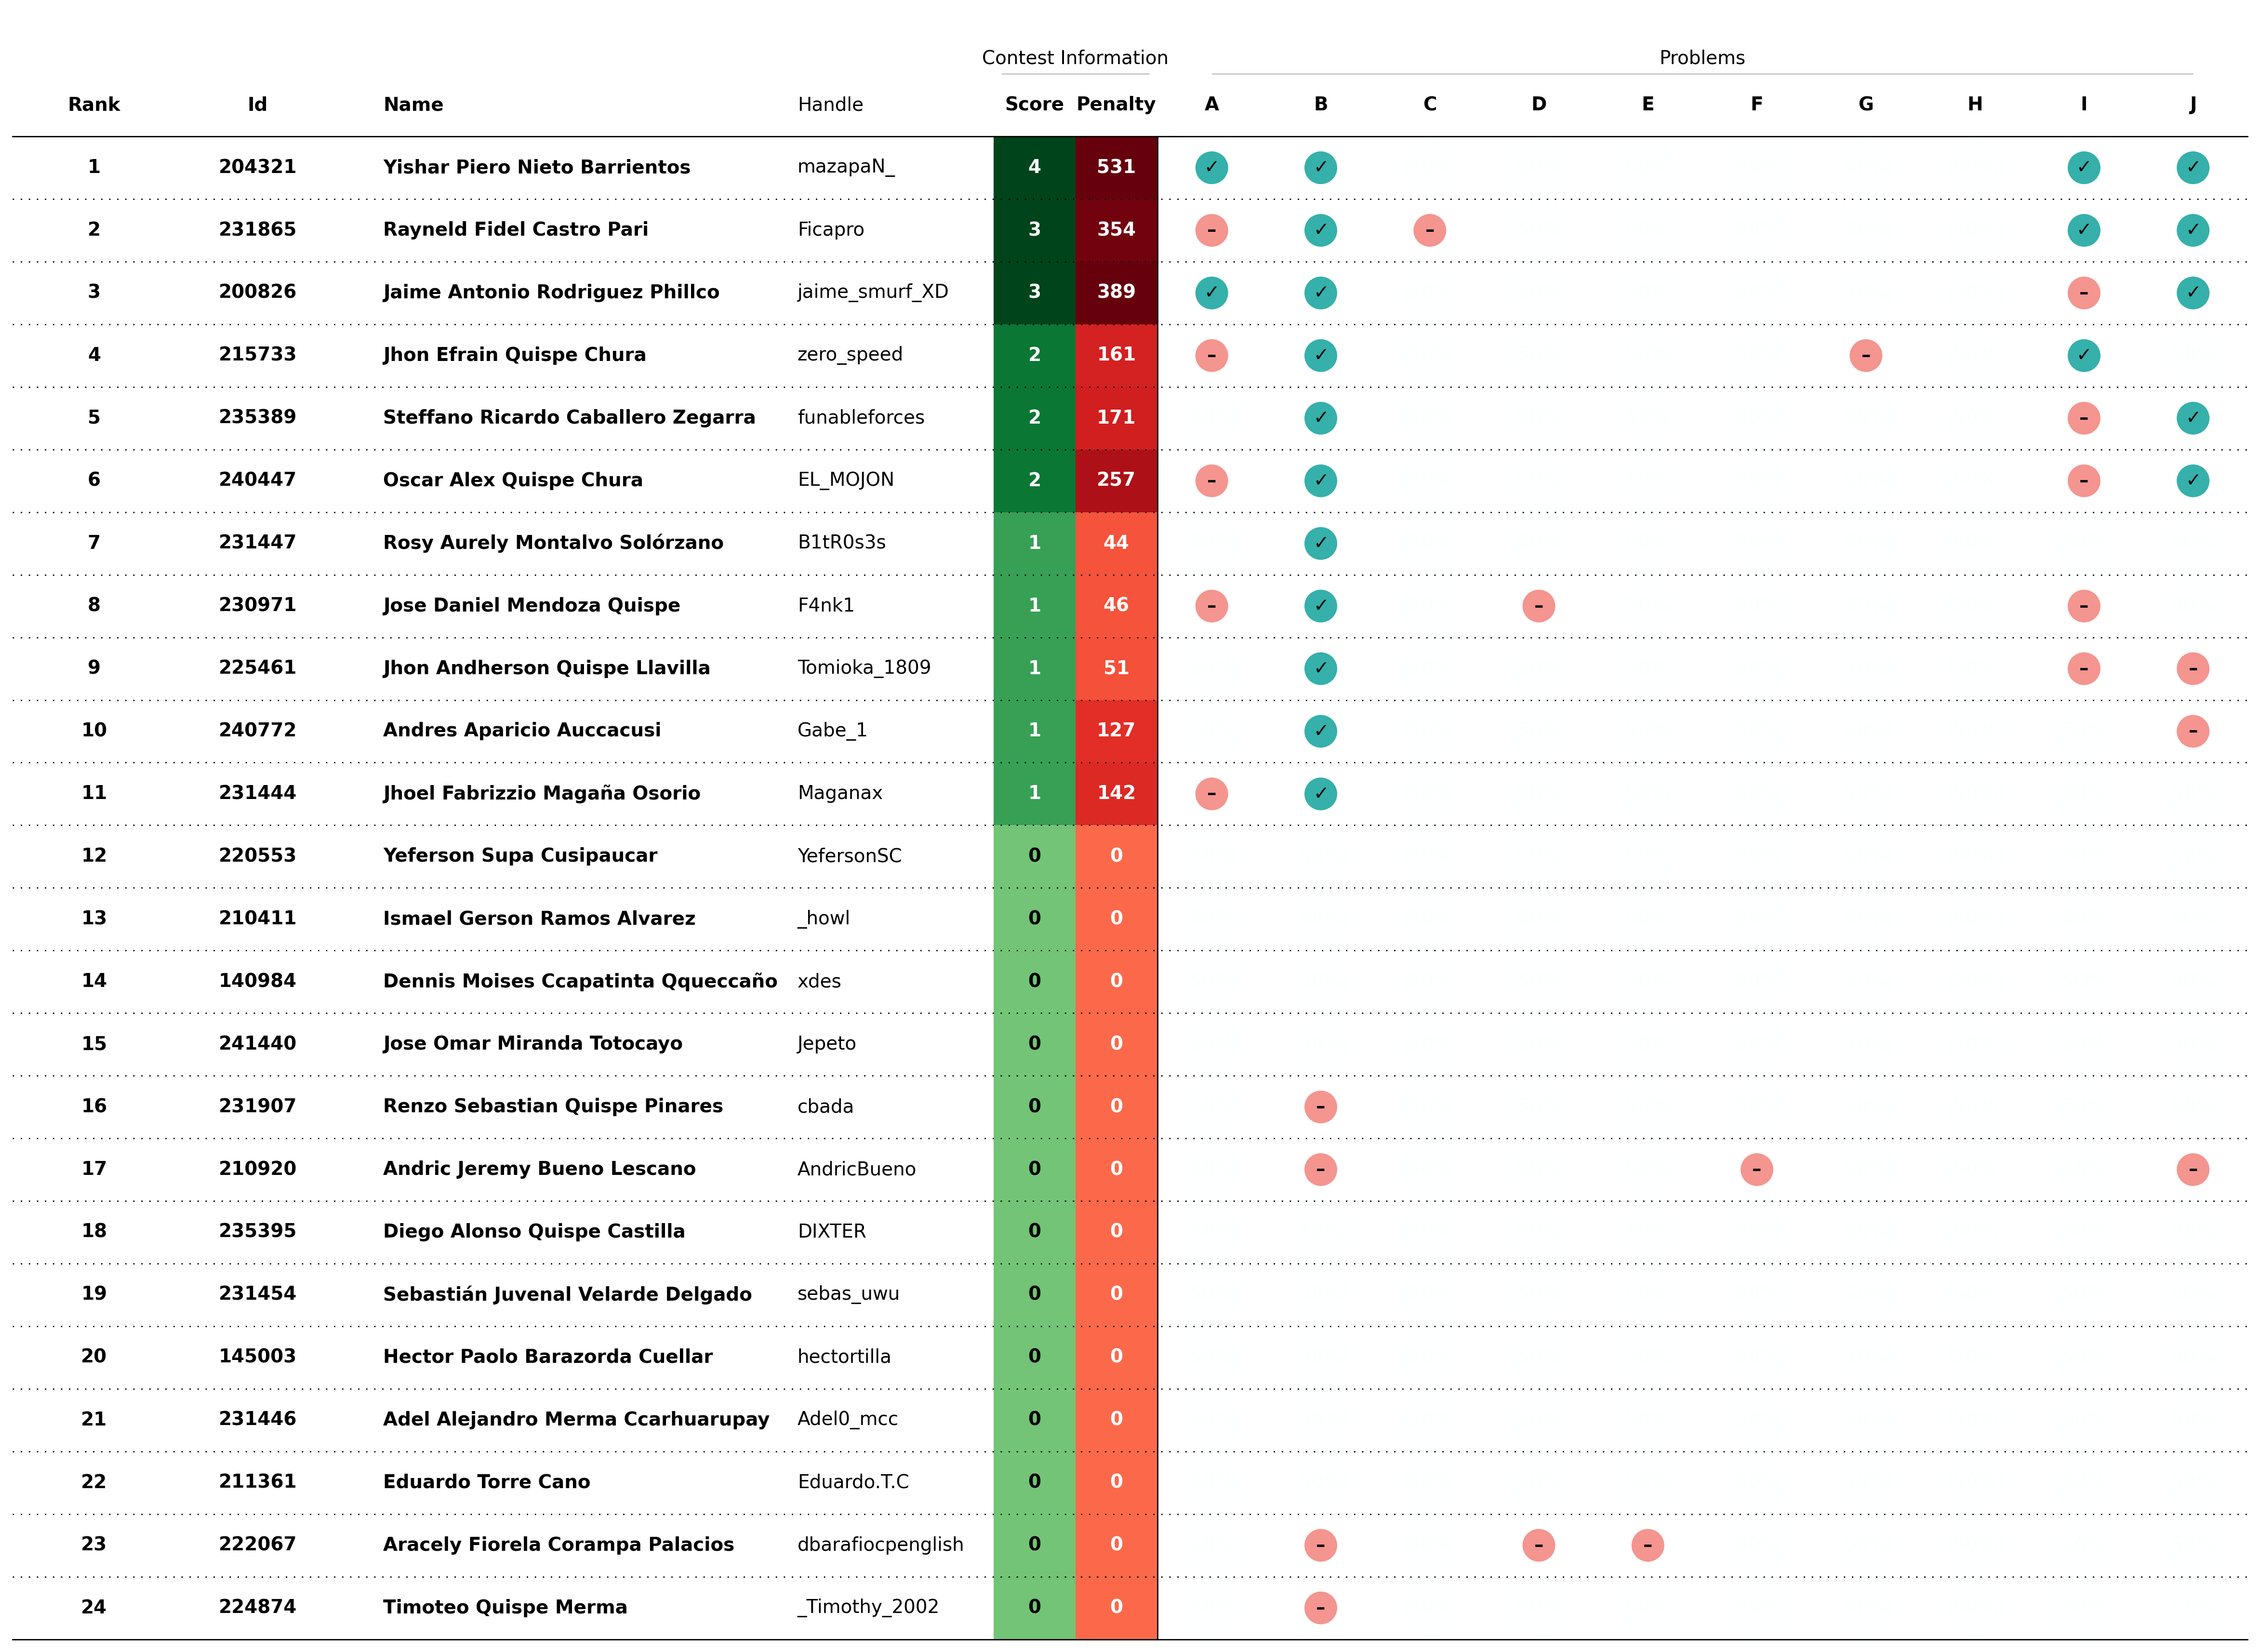 Contest Information Problems
Rank Id Name Handle Score Penalty A B C D E F G H I J
1 204321 Yishar Piero Nieto Barrientos mazapaN_ 4 531 ✓ ✓ ✓ ✓
2 231865 Rayneld Fidel Castro Pari Ficapro 3 354 - ✓ - ✓ ✓
3 200826 Jaime Antonio Rodriguez Phillco jaime_smurf_XD 3 389 ✓ ✓ - ✓
4 215733 Jhon Efrain Quispe Chura zero_speed 2 161 - ✓ - ✓
5 235389 Steffano Ricardo Caballero Zegarra funableforces 2 171 ✓ - ✓
6 240447 Oscar Alex Quispe Chura EL_MOJON 2 257 - ✓ - ✓
7 231447 Rosy Aurely Montalvo Solórzano B1tR0s3s 1 44 ✓
8 230971 Jose Daniel Mendoza Quispe F4nk1 1 46 - ✓ - -
9 225461 Jhon Andherson Quispe Llavilla Tomioka_1809 1 51 ✓ - -
10 240772 Andres Aparicio Auccacusi Gabe_1 1 127 ✓ -
11 231444 Jhoel Fabrizzio Magaña Osorio Maganax 1 142 - ✓
12 220553 Yeferson Supa Cusipaucar YefersonSC 0 0
13 210411 Ismael Gerson Ramos Alvarez _howl 0 0
14 140984 Dennis Moises Ccapatinta Qqueccaño xdes 0 0
15 241440 Jose Omar Miranda Totocayo Jepeto 0 0
16 231907 Renzo Sebastian Quispe Pinares cbada 0 0 -
17 210920 Andric Jeremy Bueno Lescano AndricBueno 0 0 - - -
18 235395 Diego Alonso Quispe Castilla DIXTER 0 0
19 231454 Sebastián Juvenal Velarde Delgado sebas_uwu 0 0
20 145003 Hector Paolo Barazorda Cuellar hectortilla 0 0
21 231446 Adel Alejandro Merma Ccarhuarupay Adel0_mcc 0 0
22 211361 Eduardo Torre Cano Eduardo.T.C 0 0
23 222067 Aracely Fiorela Corampa Palacios dbarafiocpenglish 0 0 - - -
24 224874 Timoteo Quispe Merma _Timothy_2002 0 0 -